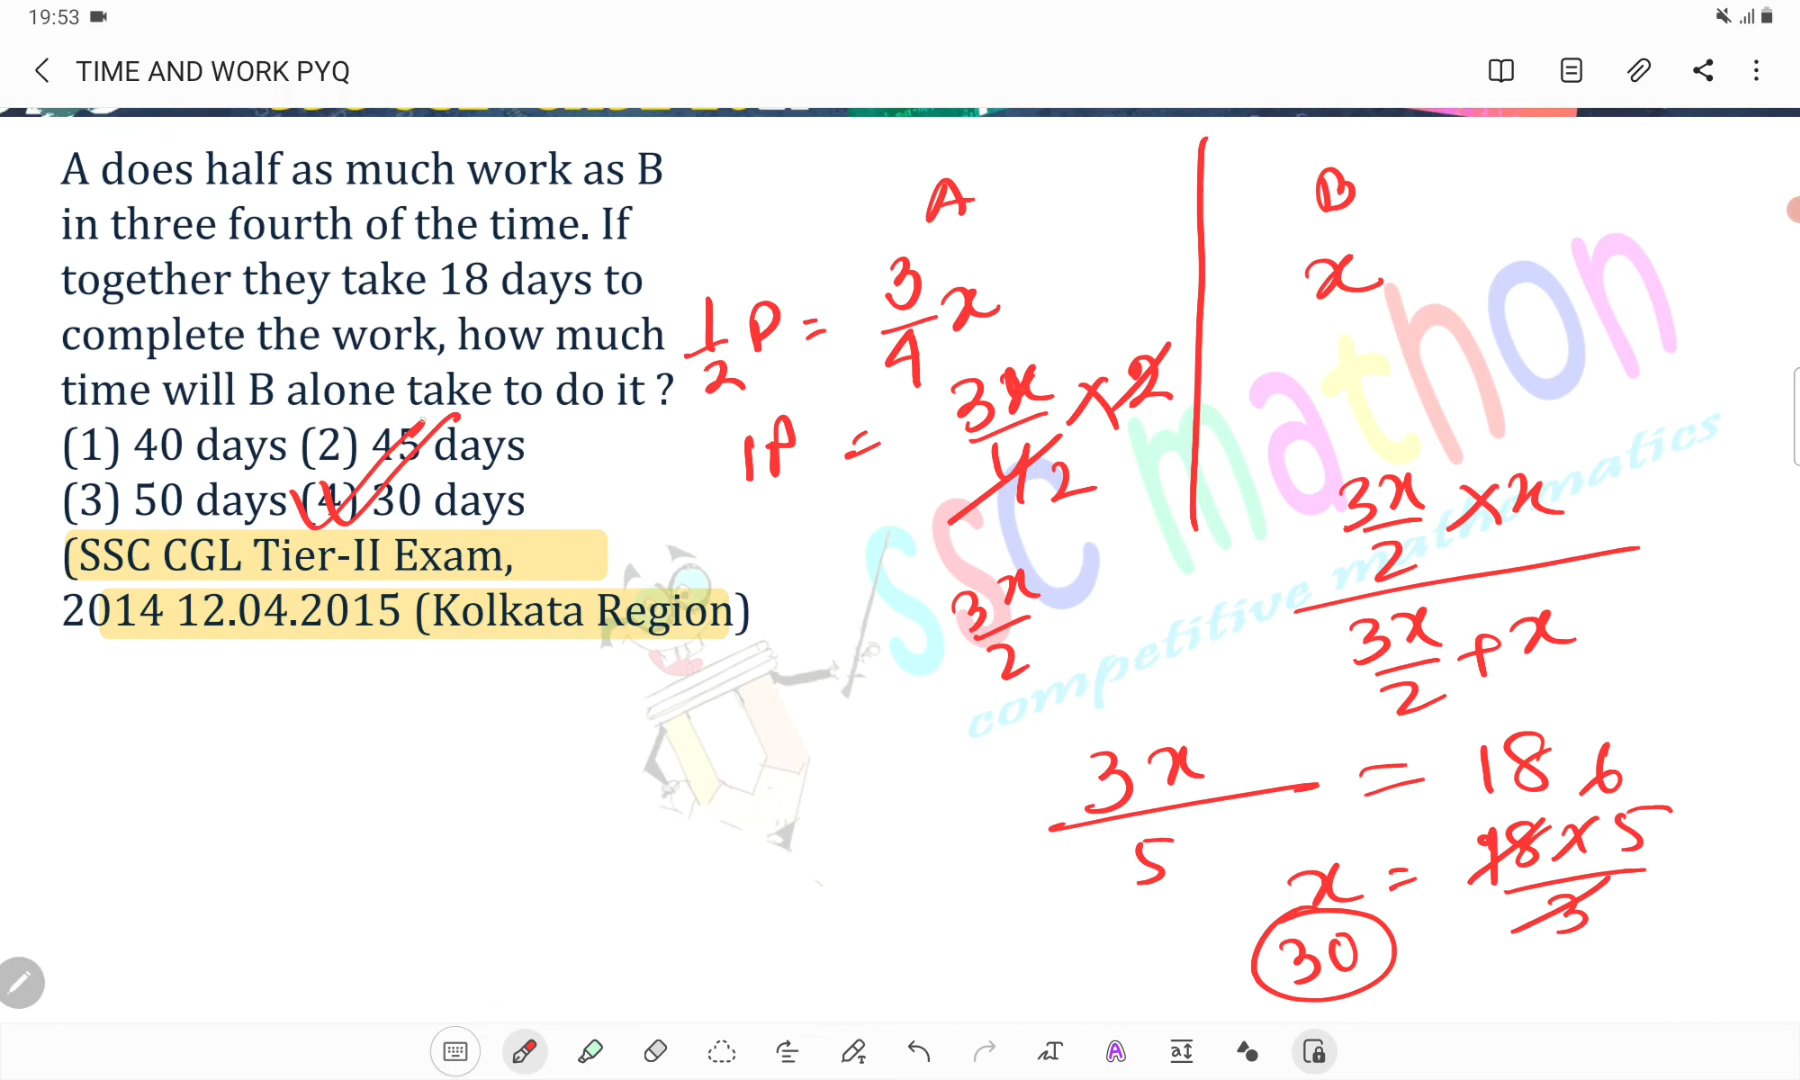 19:53
TIME AND WORK PYQ
A does half as much work as B
in three fourth of the time. If
together they take 18 days to
complete the work, how much
time will B alone take to do it ?
(1) 40 days (2) 45 days
(3) 50 days (4) 30 days
(SSC CGL Tier-II Exam,
2014 12.04.2015 (Kolkata Region)
A
B
x
1/2 P = 3/4 x
1P = 3x/4 × 2
2
3x/2
3x/2 × x
3x/2 + x
3x/5 = 18
6
x = 18 × 5/3
30
SSC mathon
competitive mathematics